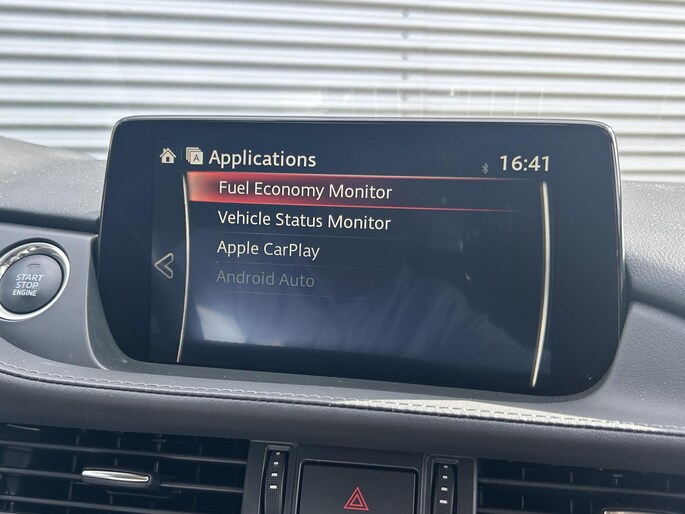 A Applications
16:41
Fuel Economy Monitor
Vehicle Status Monitor
Apple CarPlay
Android Auto
START
STOP
ENGINE